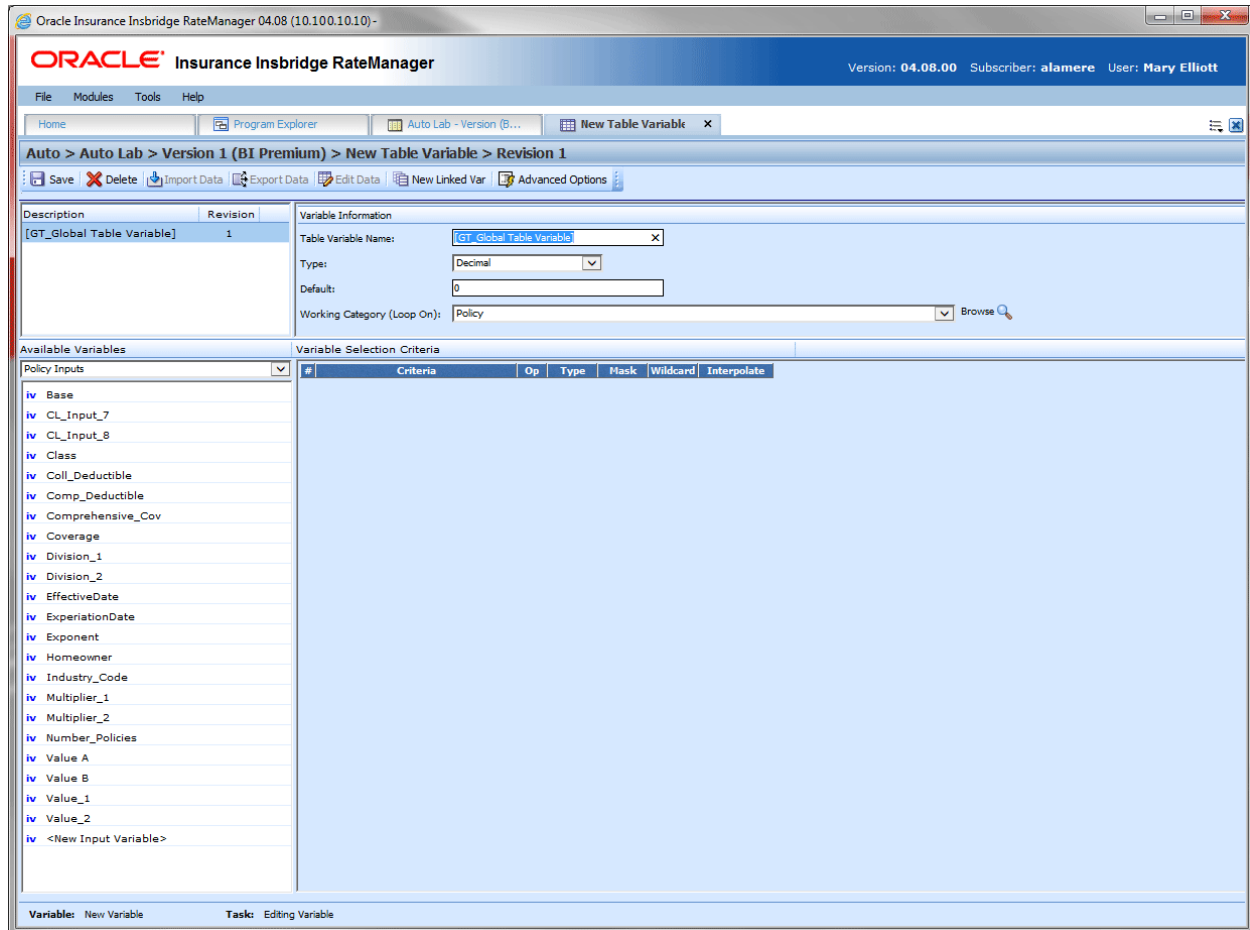 Oracle Insurance Insbridge RateManager 04.08 (10.100.10.10) -
ORACLE Insurance Insbridge RateManager
Version: 04.08.00 Subscriber: alamere User: Mary Elliott
File Modules Tools Help
Home Program Explorer Auto Lab - Version (B... New Table Variable X
Auto > Auto Lab > Version 1 (BI Premium) > New Table Variable > Revision 1
Save Delete Import Data Export Data Edit Data New Linked Var Advanced Options
Description Revision
[GT_Global Table Variable] 1
Variable Information
Table Variable Name: [GT_Global Table Variable]
Type: Decimal
Default: 0
Working Category (Loop On): Policy Browse
Available Variables
Policy Inputs
iv Base
iv CL_Input_7
iv CL_Input_8
iv Class
iv Coll_Deductible
iv Comp_Deductible
iv Comprehensive_Cov
iv Coverage
iv Division_1
iv Division_2
iv EffectiveDate
iv ExperiationDate
iv Exponent
iv Homeowner
iv Industry_Code
iv Multiplier_1
iv Multiplier_2
iv Number_Policies
iv Value A
iv Value B
iv Value_1
iv Value_2
iv <New Input Variable>
Variable Selection Criteria
# Criteria Op Type Mask Wildcard Interpolate
Variable: New Variable Task: Editing Variable